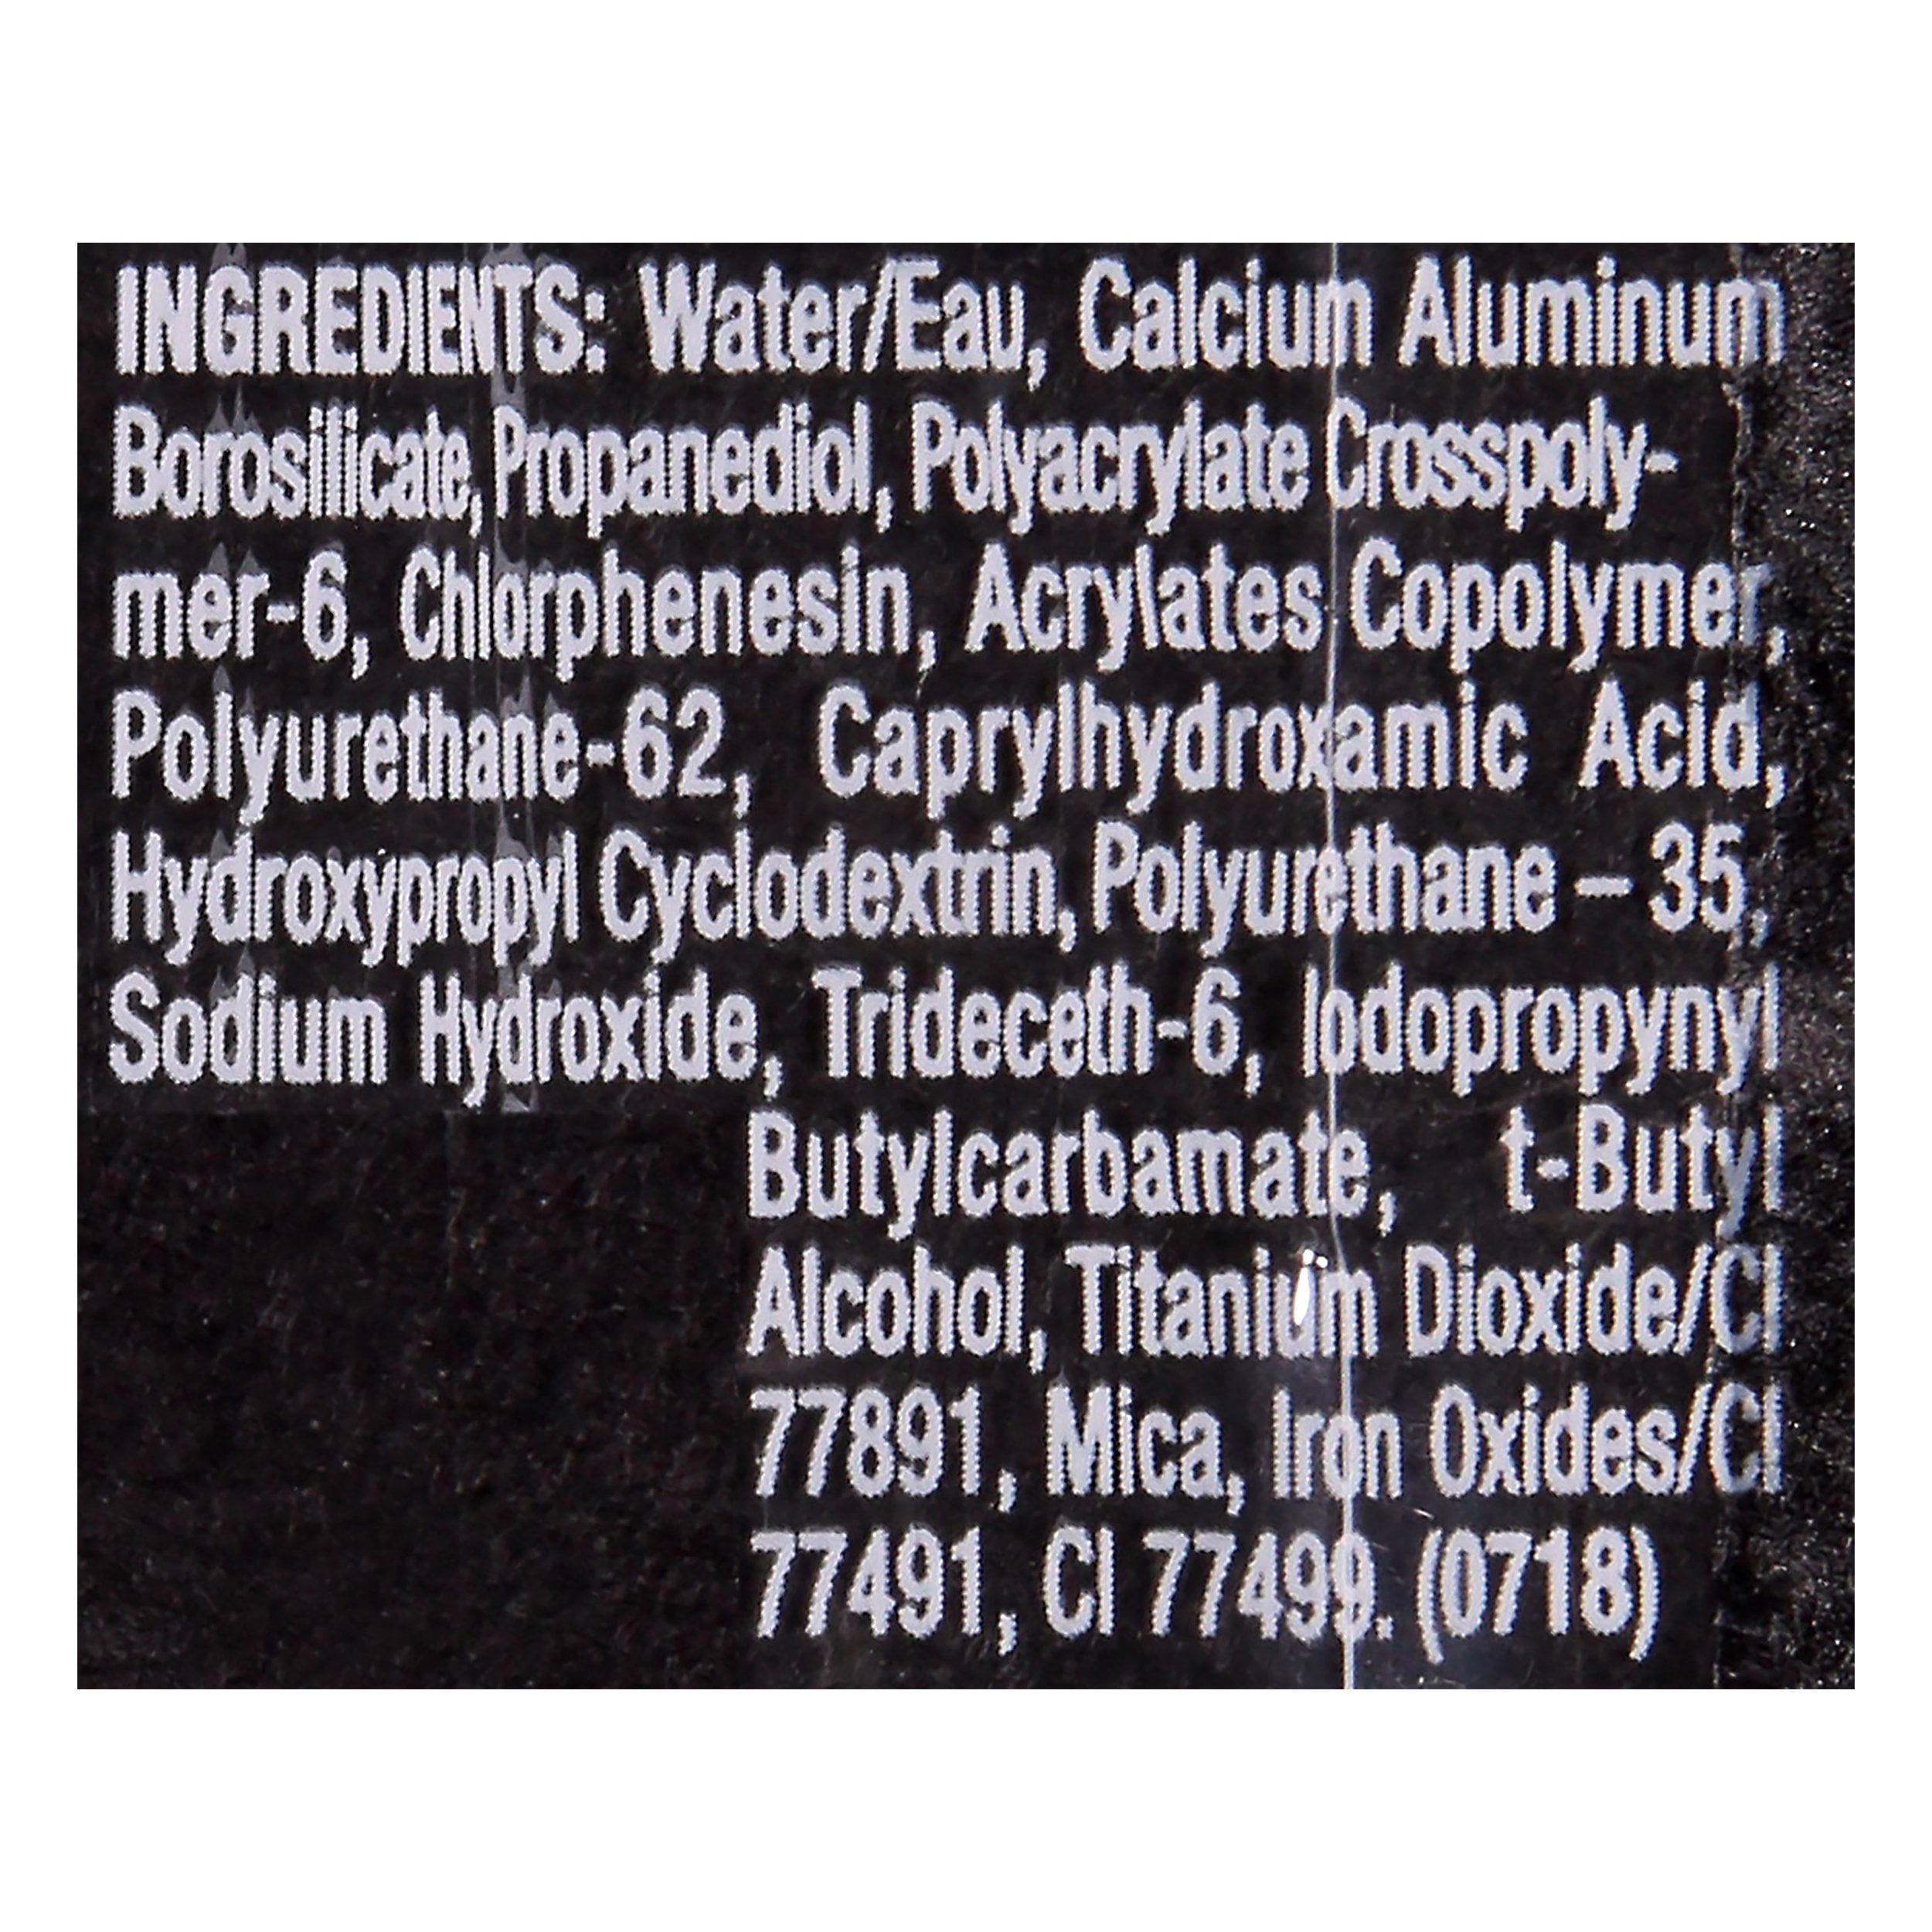 INGREDIENTS: Water/Eau, Calcium Aluminum
Borosilicate, Propanediol, Polyacrylate Crosspoly-
mer-6, Chlorphenesin, Acrylates Copolymer,
Polyurethane-62, Caprylhydroxamic Acid,
Hydroxypropyl Cyclodextrin, Polyurethane – 35,
Sodium Hydroxide, Trideceth-6, Iodopropynyl
Butylcarbamate, t-Butyl
Alcohol, Titanium Dioxide/CI
77891, Mica, Iron Oxides/CI
77491, CI 77499. (0718)